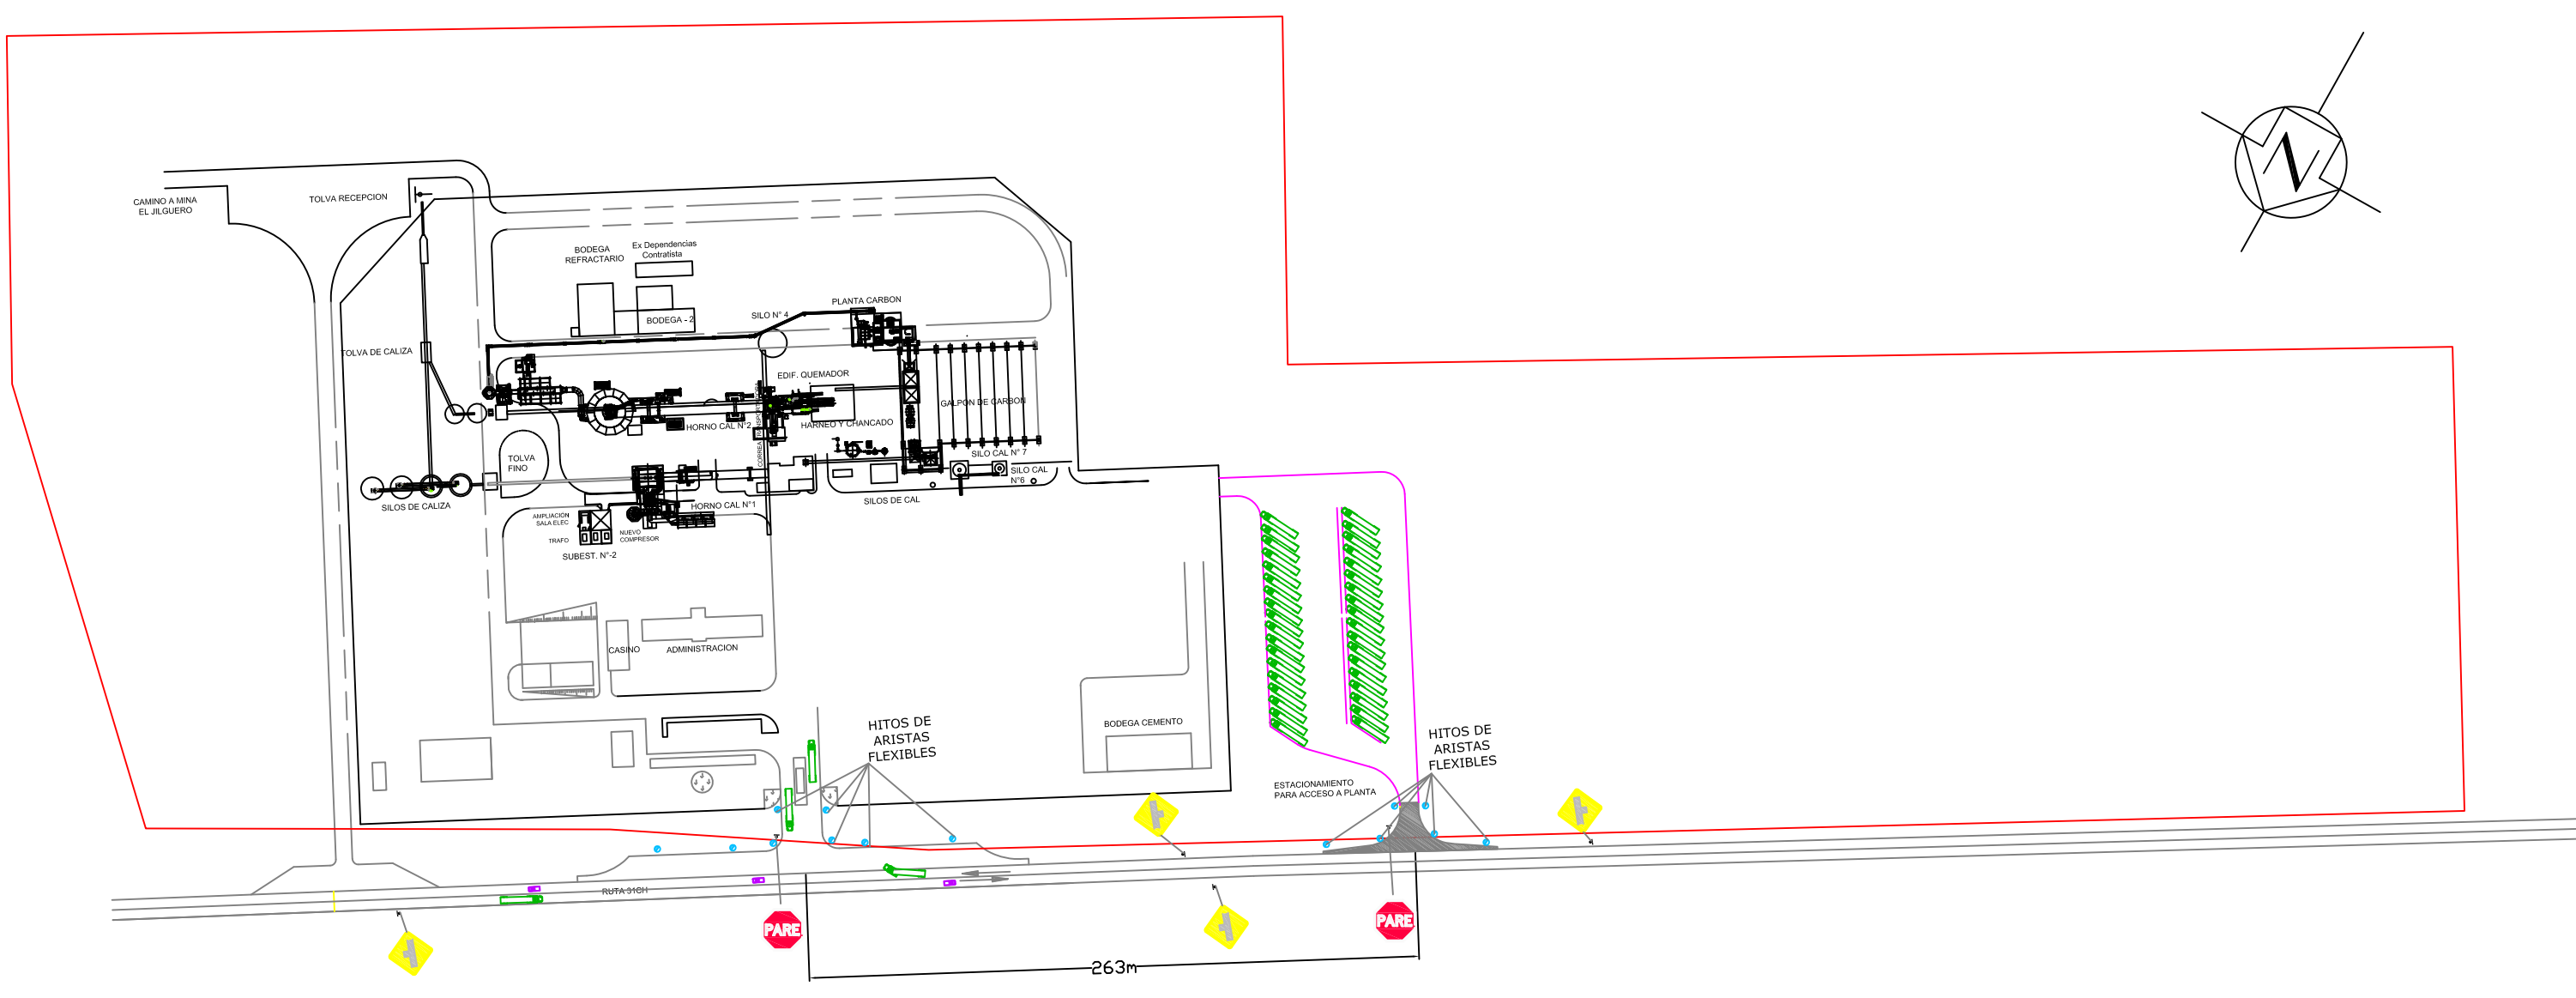 CAMINO A MINA
EL JILGUERO
TOLVA RECEPCION
BODEGA
REFRACTARIO
Ex Dependencias
Contratista
BODEGA - 2
SILO N° 4
PLANTA CARBON
TOLVA DE CALIZA
EDIF. QUEMADOR
GALPON DE CARBON
HORNO CAL N°2
HARNEO Y CHANCADO
TOLVA
FINO
SILO CAL N° 7
SILO CAL
N°6
SILOS DE CALIZA
HORNO CAL N°1
SILOS DE CAL
AMPLIACION
SALA ELEC
TRAFO
NUEVO
COMPRESOR
SUBEST. N°-2
CASINO
ADMINISTRACION
HITOS DE
ARISTAS
FLEXIBLES
BODEGA CEMENTO
HITOS DE
ARISTAS
FLEXIBLES
ESTACIONAMIENTO
PARA ACCESO A PLANTA
RUTA 31CH
PARE
PARE
263m